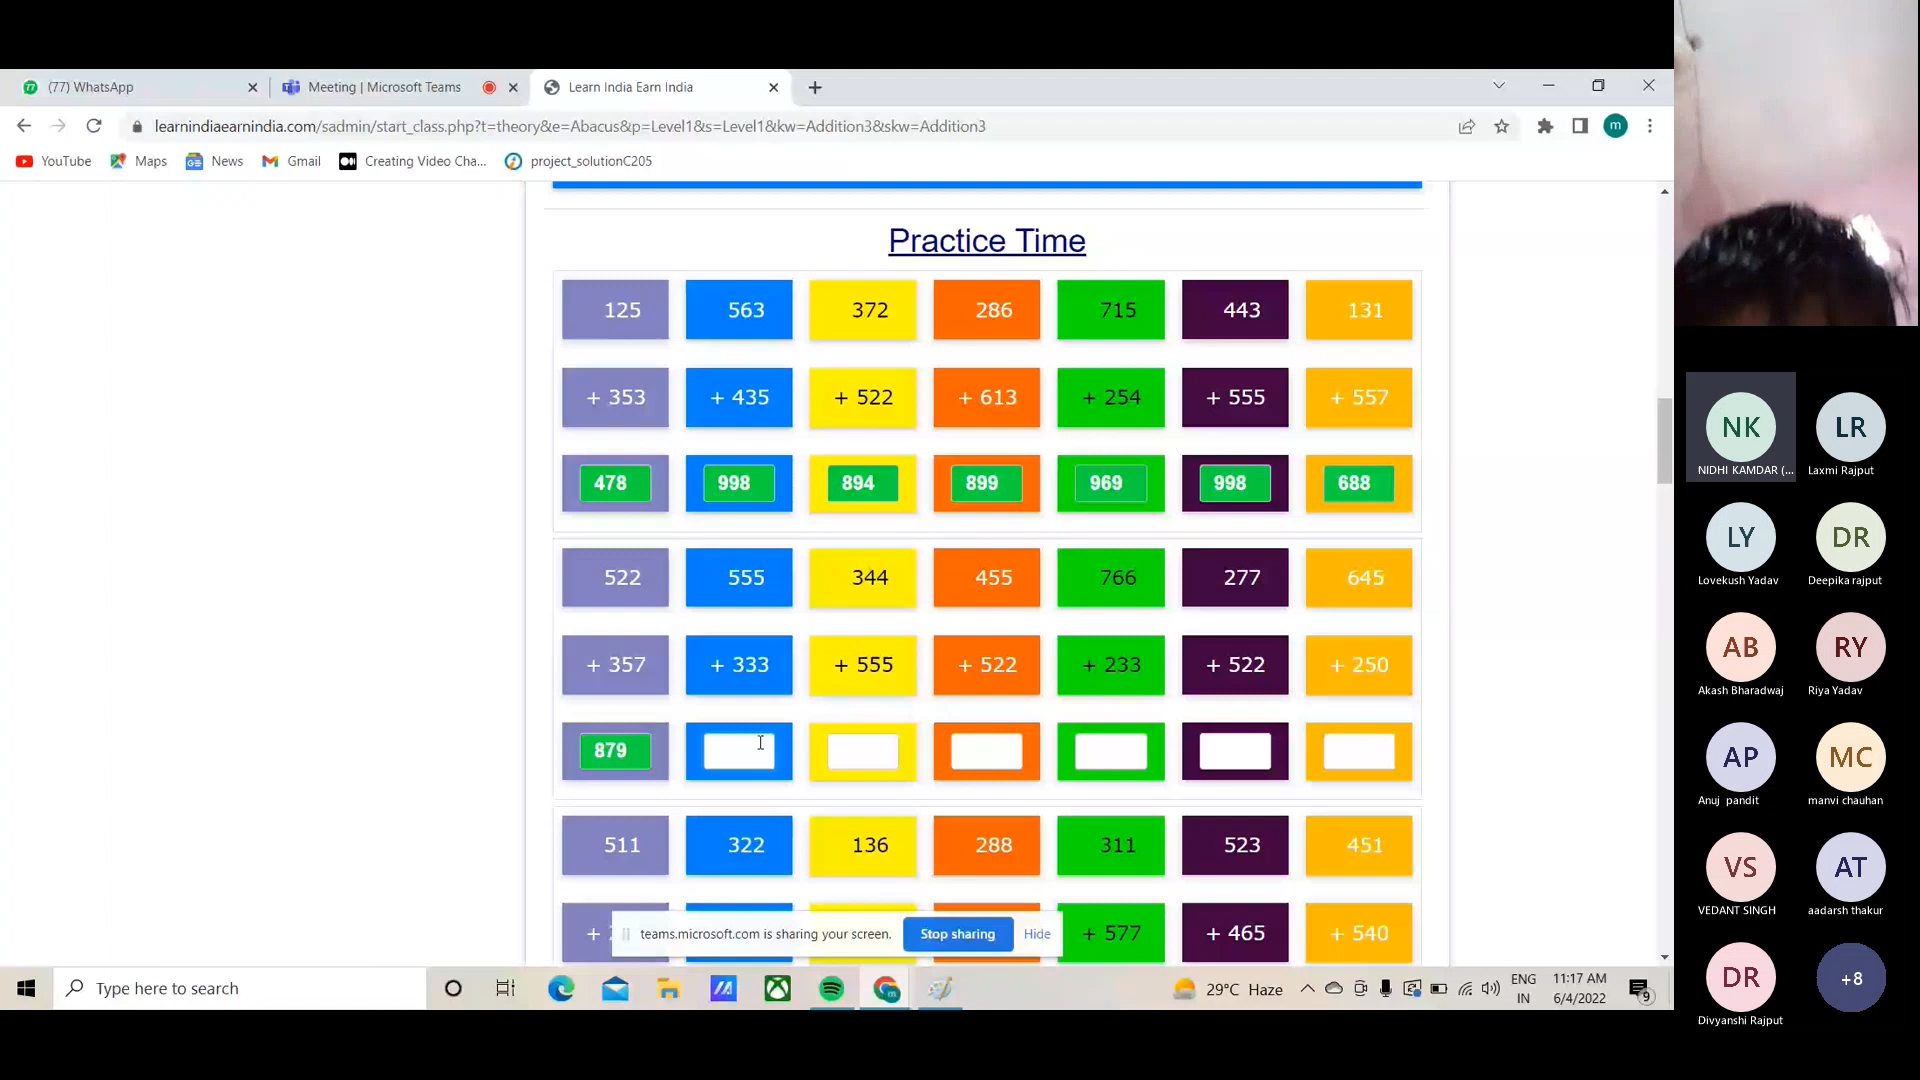 (77) WhatsApp
Meeting | Microsoft Teams
Learn India Earn India
learnindiaearnindia.com/sadmin/start_class.php?t=theory&e=Abacus&p=Level1&s=Level1&kw=Addition3&skw=Addition3
m
YouTube Maps News Gmail Creating Video Cha... project_solutionC205
Practice Time
125 563 372 286 715 443 131
+ 353 + 435 + 522 + 613 + 254 + 555 + 557
478 998 894 899 969 998 688
522 555 344 455 766 277 645
+ 357 + 333 + 555 + 522 + 233 + 522 + 250
879
511 322 136 288 311 523 451
+ + 577 + 465 + 540
teams.microsoft.com is sharing your screen. Stop sharing Hide
Type here to search
29°C Haze
ENG
IN
11:17 AM
6/4/2022
9
NK LR
NIDHI KAMDAR (... Laxmi Rajput
LY DR
Lovekush Yadav Deepika rajput
AB RY
Akash Bharadwaj Riya Yadav
AP MC
Anuj pandit manvi chauhan
VS AT
VEDANT SINGH aadarsh thakur
DR +8
Divyanshi Rajput